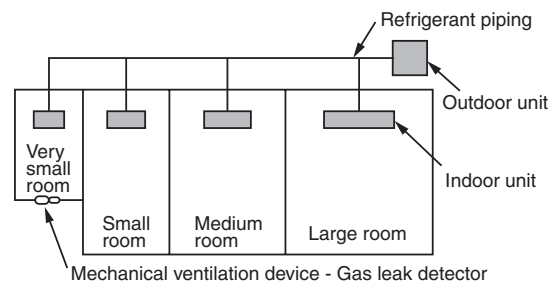 Refrigerant piping
Outdoor unit
Indoor unit
Very
small
room
Small
room
Medium
room
Large room
Mechanical ventilation device - Gas leak detector